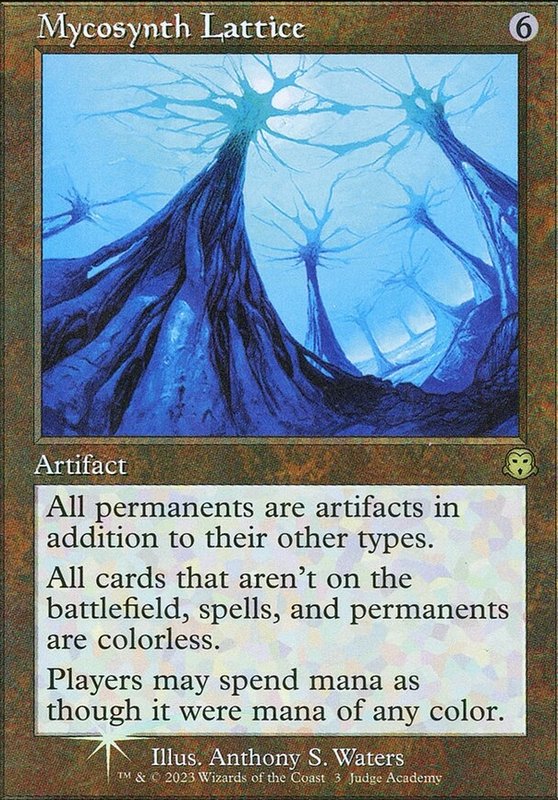 Mycosynth Lattice 6
Artifact
All permanents are artifacts in
addition to their other types.
All cards that aren't on the
battlefield, spells, and permanents
are colorless.
Players may spend mana as
though it were mana of any color.
Illus. Anthony S. Waters
™ & © 2023 Wizards of the Coast 3 Judge Academy